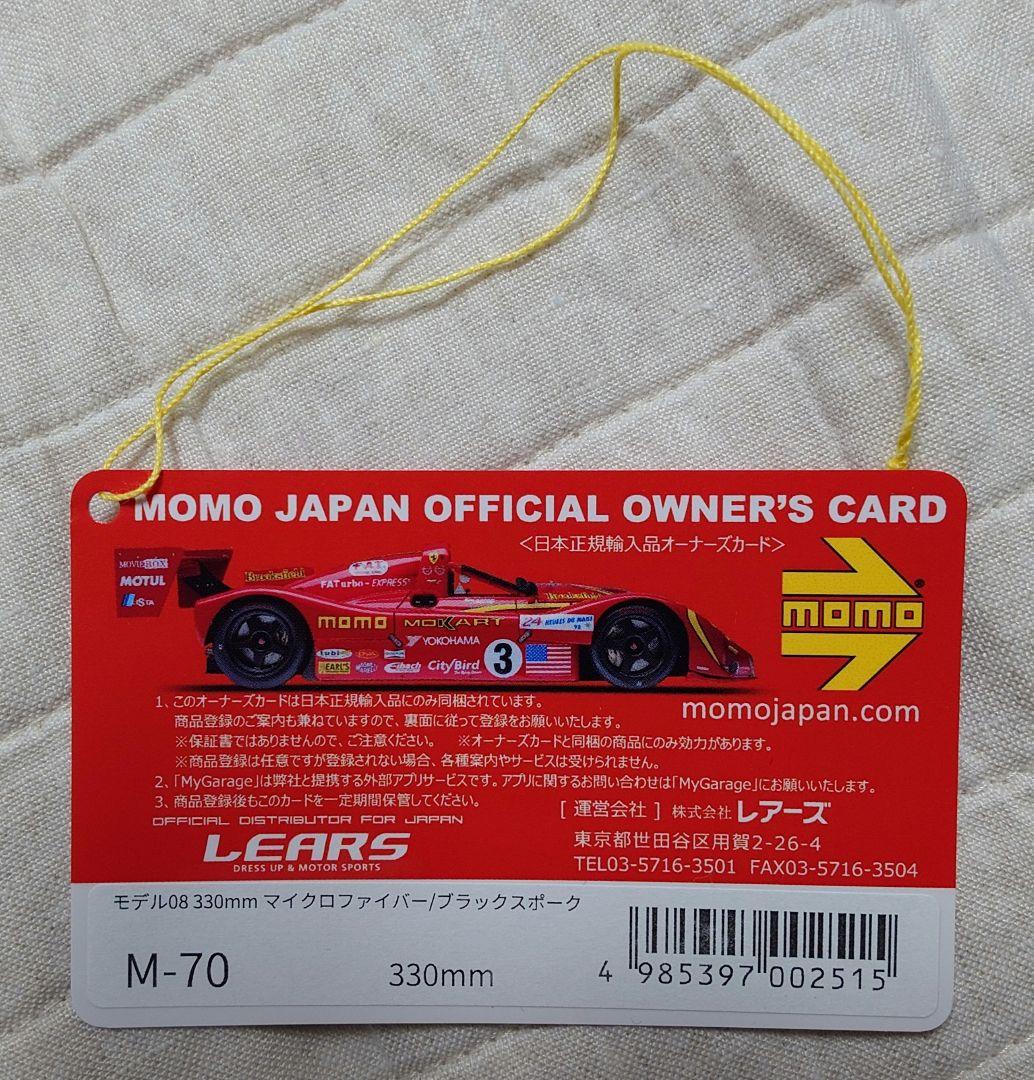 MOMO JAPAN OFFICIAL OWNER'S CARD
<日本正規輸入品オーナーズカード>
MOVIEBOX
MOTUL
LISTA
Brooksfield
FAT
FATurbo-EXPRESS
Brooksfield
momo
MOKART
24 HEURES DU MANS 98
YOKOHAMA
tubi
EARL'S
Eibach
CityBird
3
momo
®
momojapan.com
1、このオーナーズカードは日本正規輸入品にのみ同梱されています。
商品登録のご案内も兼ねていますので、裏面に従って登録をお願いいたします。
※保証書ではありませんので、ご注意ください。 ※オーナーズカードと同梱の商品にのみ効力があります。
※商品登録は任意ですが登録されない場合、各種案内やサービスは受けられません。
2、「MyGarage」は弊社と提携する外部アプリサービスです。アプリに関するお問い合わせは「MyGarage」にお願いいたします。
3、商品登録後もこのカードを一定期間保管してください。
OFFICIAL DISTRIBUTOR FOR JAPAN
LEARS
DRESS UP & MOTOR SPORTS
[ 運営会社 ] 株式会社レアーズ
東京都世田谷区用賀2-26-4
TEL03-5716-3501 FAX03-5716-3504
モデル08 330mm マイクロファイバー/ブラックスポーク
M-70
330mm
4 985397 002515